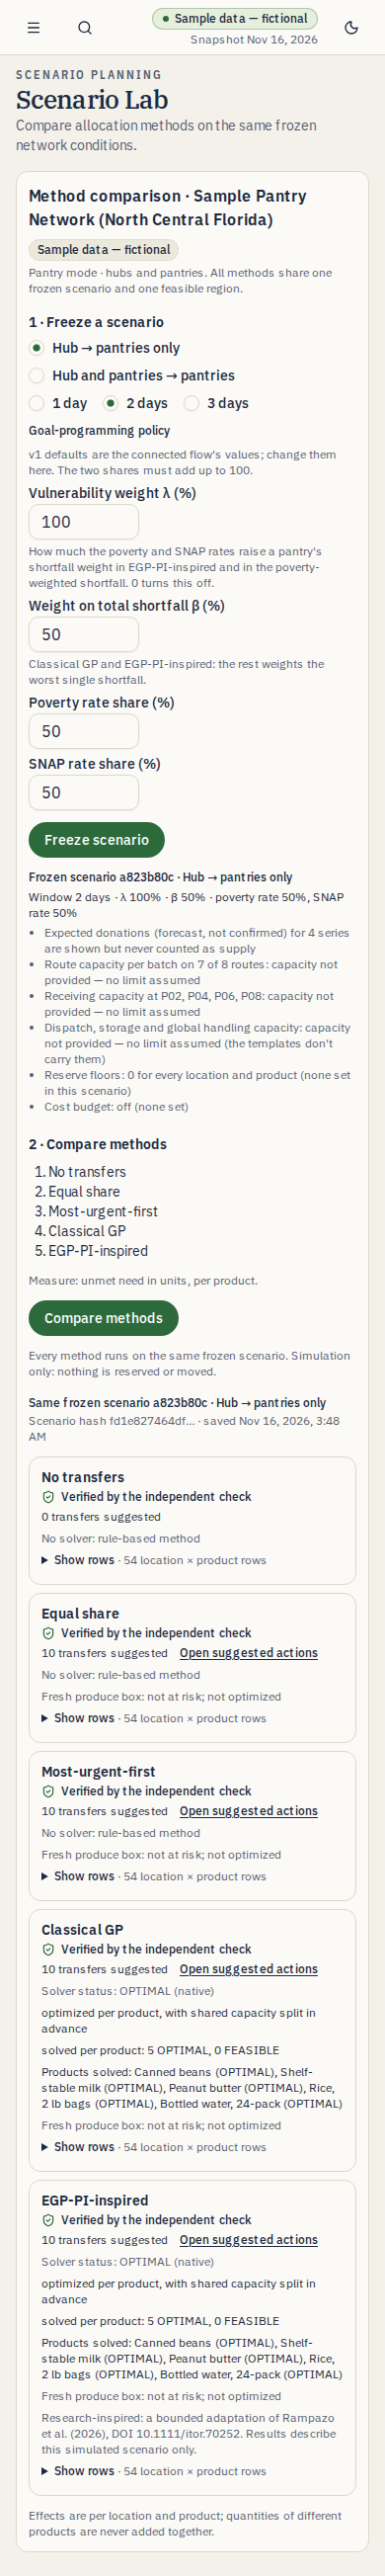 Sample data — fictional
Snapshot Nov 16, 2026
SCENARIO PLANNING
Scenario Lab
Compare allocation methods on the same frozen
network conditions.
Method comparison · Sample Pantry
Network (North Central Florida)
Sample data — fictional
Pantry mode · hubs and pantries. All methods share one
frozen scenario and one feasible region.
1 · Freeze a scenario
Hub → pantries only
Hub and pantries → pantries
1 day 2 days 3 days
Goal-programming policy
v1 defaults are the connected flow's values; change them
here. The two shares must add up to 100.
Vulnerability weight λ (%)
100
How much the poverty and SNAP rates raise a pantry's
shortfall weight in EGP-PI-inspired and in the poverty-
weighted shortfall. 0 turns this off.
Weight on total shortfall β (%)
50
Classical GP and EGP-PI-inspired: the rest weights the
worst single shortfall.
Poverty rate share (%)
50
SNAP rate share (%)
50
Freeze scenario
Frozen scenario a823b80c · Hub → pantries only
Window 2 days · λ 100% · β 50% · poverty rate 50%, SNAP
rate 50%
• Expected donations (forecast, not confirmed) for 4 series
are shown but never counted as supply
• Route capacity per batch on 7 of 8 routes: capacity not
provided — no limit assumed
• Receiving capacity at P02, P04, P06, P08: capacity not
provided — no limit assumed
• Dispatch, storage and global handling capacity: capacity
not provided — no limit assumed (the templates don't
carry them)
• Reserve floors: 0 for every location and product (none set
in this scenario)
• Cost budget: off (none set)
2 · Compare methods
1. No transfers
2. Equal share
3. Most-urgent-first
4. Classical GP
5. EGP-PI-inspired
Measure: unmet need in units, per product.
Compare methods
Every method runs on the same frozen scenario. Simulation
only: nothing is reserved or moved.
Same frozen scenario a823b80c · Hub → pantries only
Scenario hash fd1e827464df… · saved Nov 16, 2026, 3:48
AM
No transfers
Verified by the independent check
0 transfers suggested
No solver: rule-based method
▶ Show rows · 54 location × product rows
Equal share
Verified by the independent check
10 transfers suggested Open suggested actions
No solver: rule-based method
Fresh produce box: not at risk; not optimized
▶ Show rows · 54 location × product rows
Most-urgent-first
Verified by the independent check
10 transfers suggested Open suggested actions
No solver: rule-based method
Fresh produce box: not at risk; not optimized
▶ Show rows · 54 location × product rows
Classical GP
Verified by the independent check
10 transfers suggested Open suggested actions
Solver status: OPTIMAL (native)
optimized per product, with shared capacity split in
advance
solved per product: 5 OPTIMAL, 0 FEASIBLE
Products solved: Canned beans (OPTIMAL), Shelf-
stable milk (OPTIMAL), Peanut butter (OPTIMAL), Rice,
2 lb bags (OPTIMAL), Bottled water, 24-pack (OPTIMAL)
Fresh produce box: not at risk; not optimized
▶ Show rows · 54 location × product rows
EGP-PI-inspired
Verified by the independent check
10 transfers suggested Open suggested actions
Solver status: OPTIMAL (native)
optimized per product, with shared capacity split in
advance
solved per product: 5 OPTIMAL, 0 FEASIBLE
Products solved: Canned beans (OPTIMAL), Shelf-
stable milk (OPTIMAL), Peanut butter (OPTIMAL), Rice,
2 lb bags (OPTIMAL), Bottled water, 24-pack (OPTIMAL)
Fresh produce box: not at risk; not optimized
Research-inspired: a bounded adaptation of Rampazo
et al. (2026), DOI 10.1111/itor.70252. Results describe
this simulated scenario only.
▶ Show rows · 54 location × product rows
Effects are per location and product; quantities of different
products are never added together.